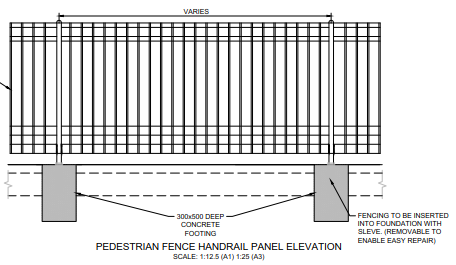 VARIES
300x500 DEEP
CONCRETE
FOOTING
FENCING TO BE INSERTED
INTO FOUNDATION WITH
SLEVE. (REMOVABLE TO
ENABLE EASY REPAIR)
PEDESTRIAN FENCE HANDRAIL PANEL ELEVATION
SCALE: 1:12.5 (A1) 1:25 (A3)